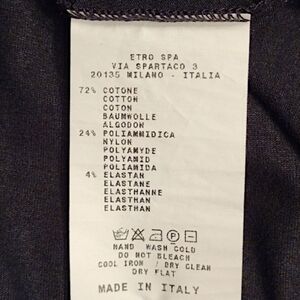 ETRO SPA
VIA SPARTACO 3
20135 MILANO - ITALIA
72% COTONE
COTTON
COTON
BAUMWOLLE
ALGODON
24% POLIAMMIDICA
NYLON
POLYAMYDE
POLYAMID
POLIAMIDA
4% ELASTAN
ELASTANE
ELASTHANNE
ELASTHAN
ELASTHAN
P
HAND WASH COLD
DO NOT BLEACH
COOL IRON / DRY CLEAN
DRY FLAT
MADE IN ITALY